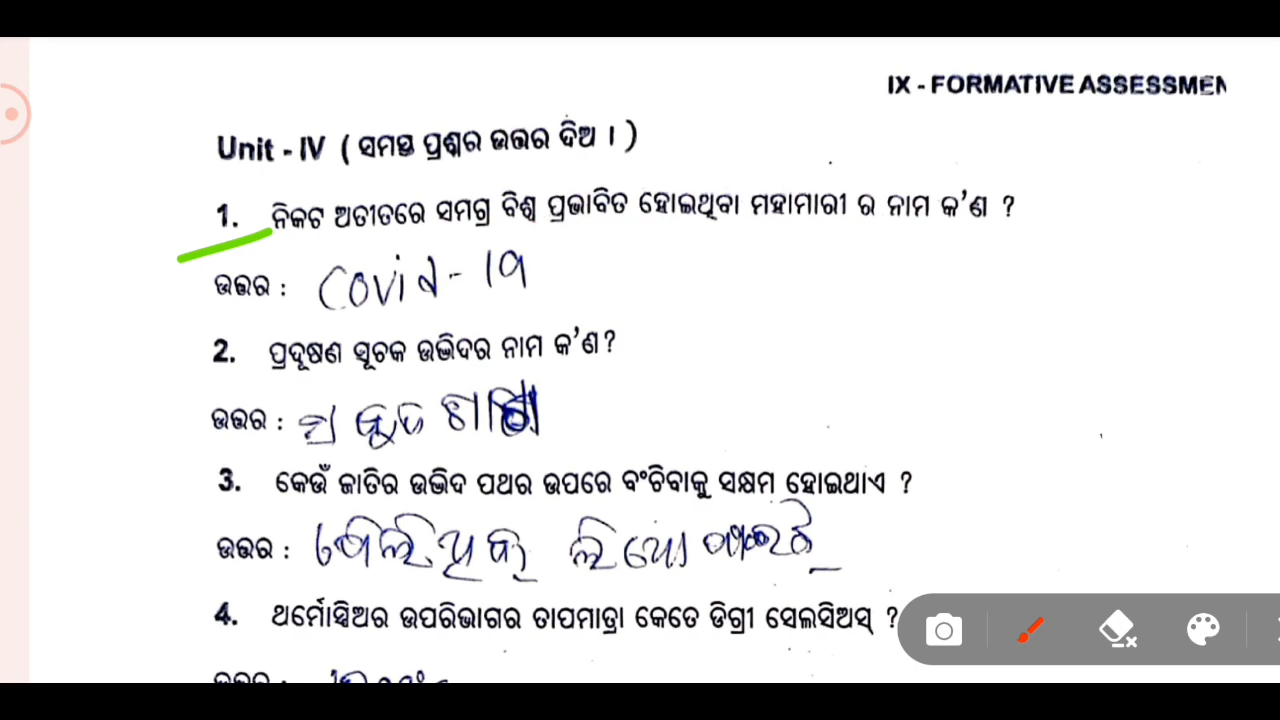 IX - FORMATIVE ASSESSMEN
Unit - IV ( ସମସ୍ତ ପ୍ରଶ୍ନର ଉତ୍ତର ଦିଅ । )
1. ନିକଟ ଅତୀତରେ ସମଗ୍ର ବିଶ୍ୱ ପ୍ରଭାବିତ ହୋଇଥିବା ମହାମାରୀ ର ନାମ କ'ଣ ?
ଉତ୍ତର : Covid - 19
2. ପ୍ରଦୂଷଣ ସୂଚକ ଉଦ୍ଭିଦର ନାମ କ'ଣ?
ଉତ୍ତର :
3. କେଉଁ ଜାତିର ଉଦ୍ଭିଦ ପଥର ଉପରେ ବଂଚିବାକୁ ସକ୍ଷମ ହୋଇଥାଏ ?
ଉତ୍ତର :
4. ଥର୍ମୋସ୍ପିଅର ଉପରିଭାଗର ତାପମାତ୍ରା କେତେ ଡିଗ୍ରୀ ସେଲସିଅସ୍ ?
ଉତ୍ତର :